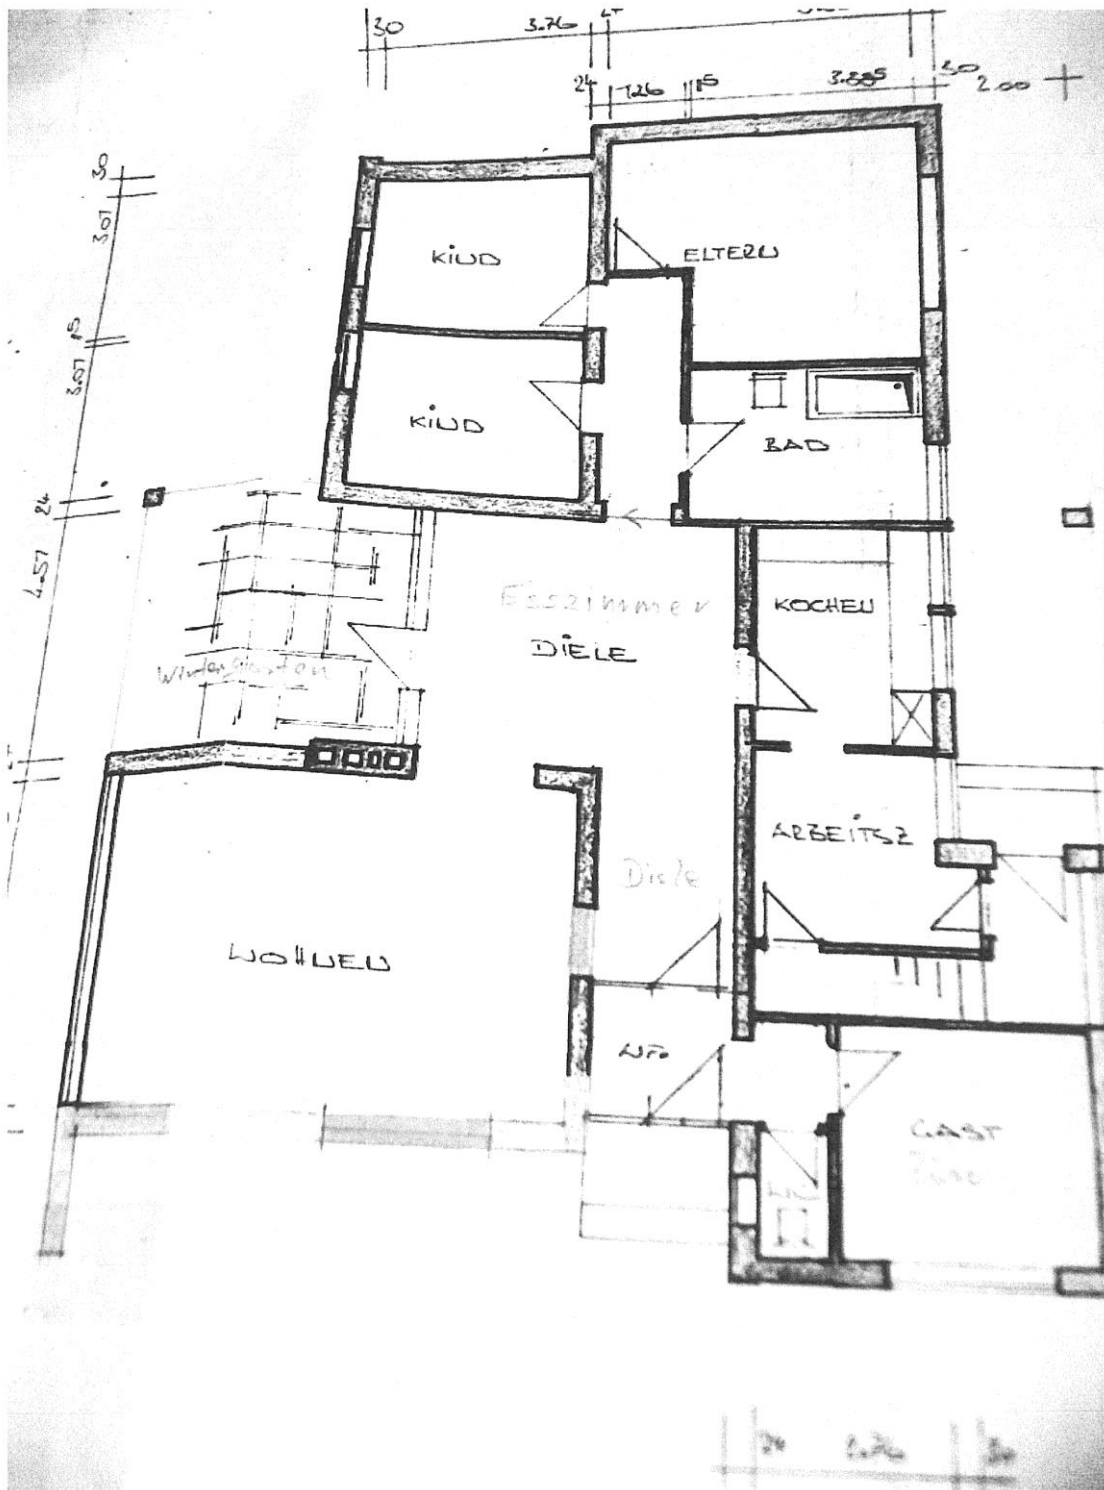 30
3.76
24
1.26
15
3.885
30
2.00
30
3.01
15
3.01
24
4.57
KIND
ELTERN
KIND
BAD
Esszimmer
DIELE
KOCHEN
Wintergarten
ARBEITSZ
Diele
WOHNEN
WF.
GAST
WC
24
2.76